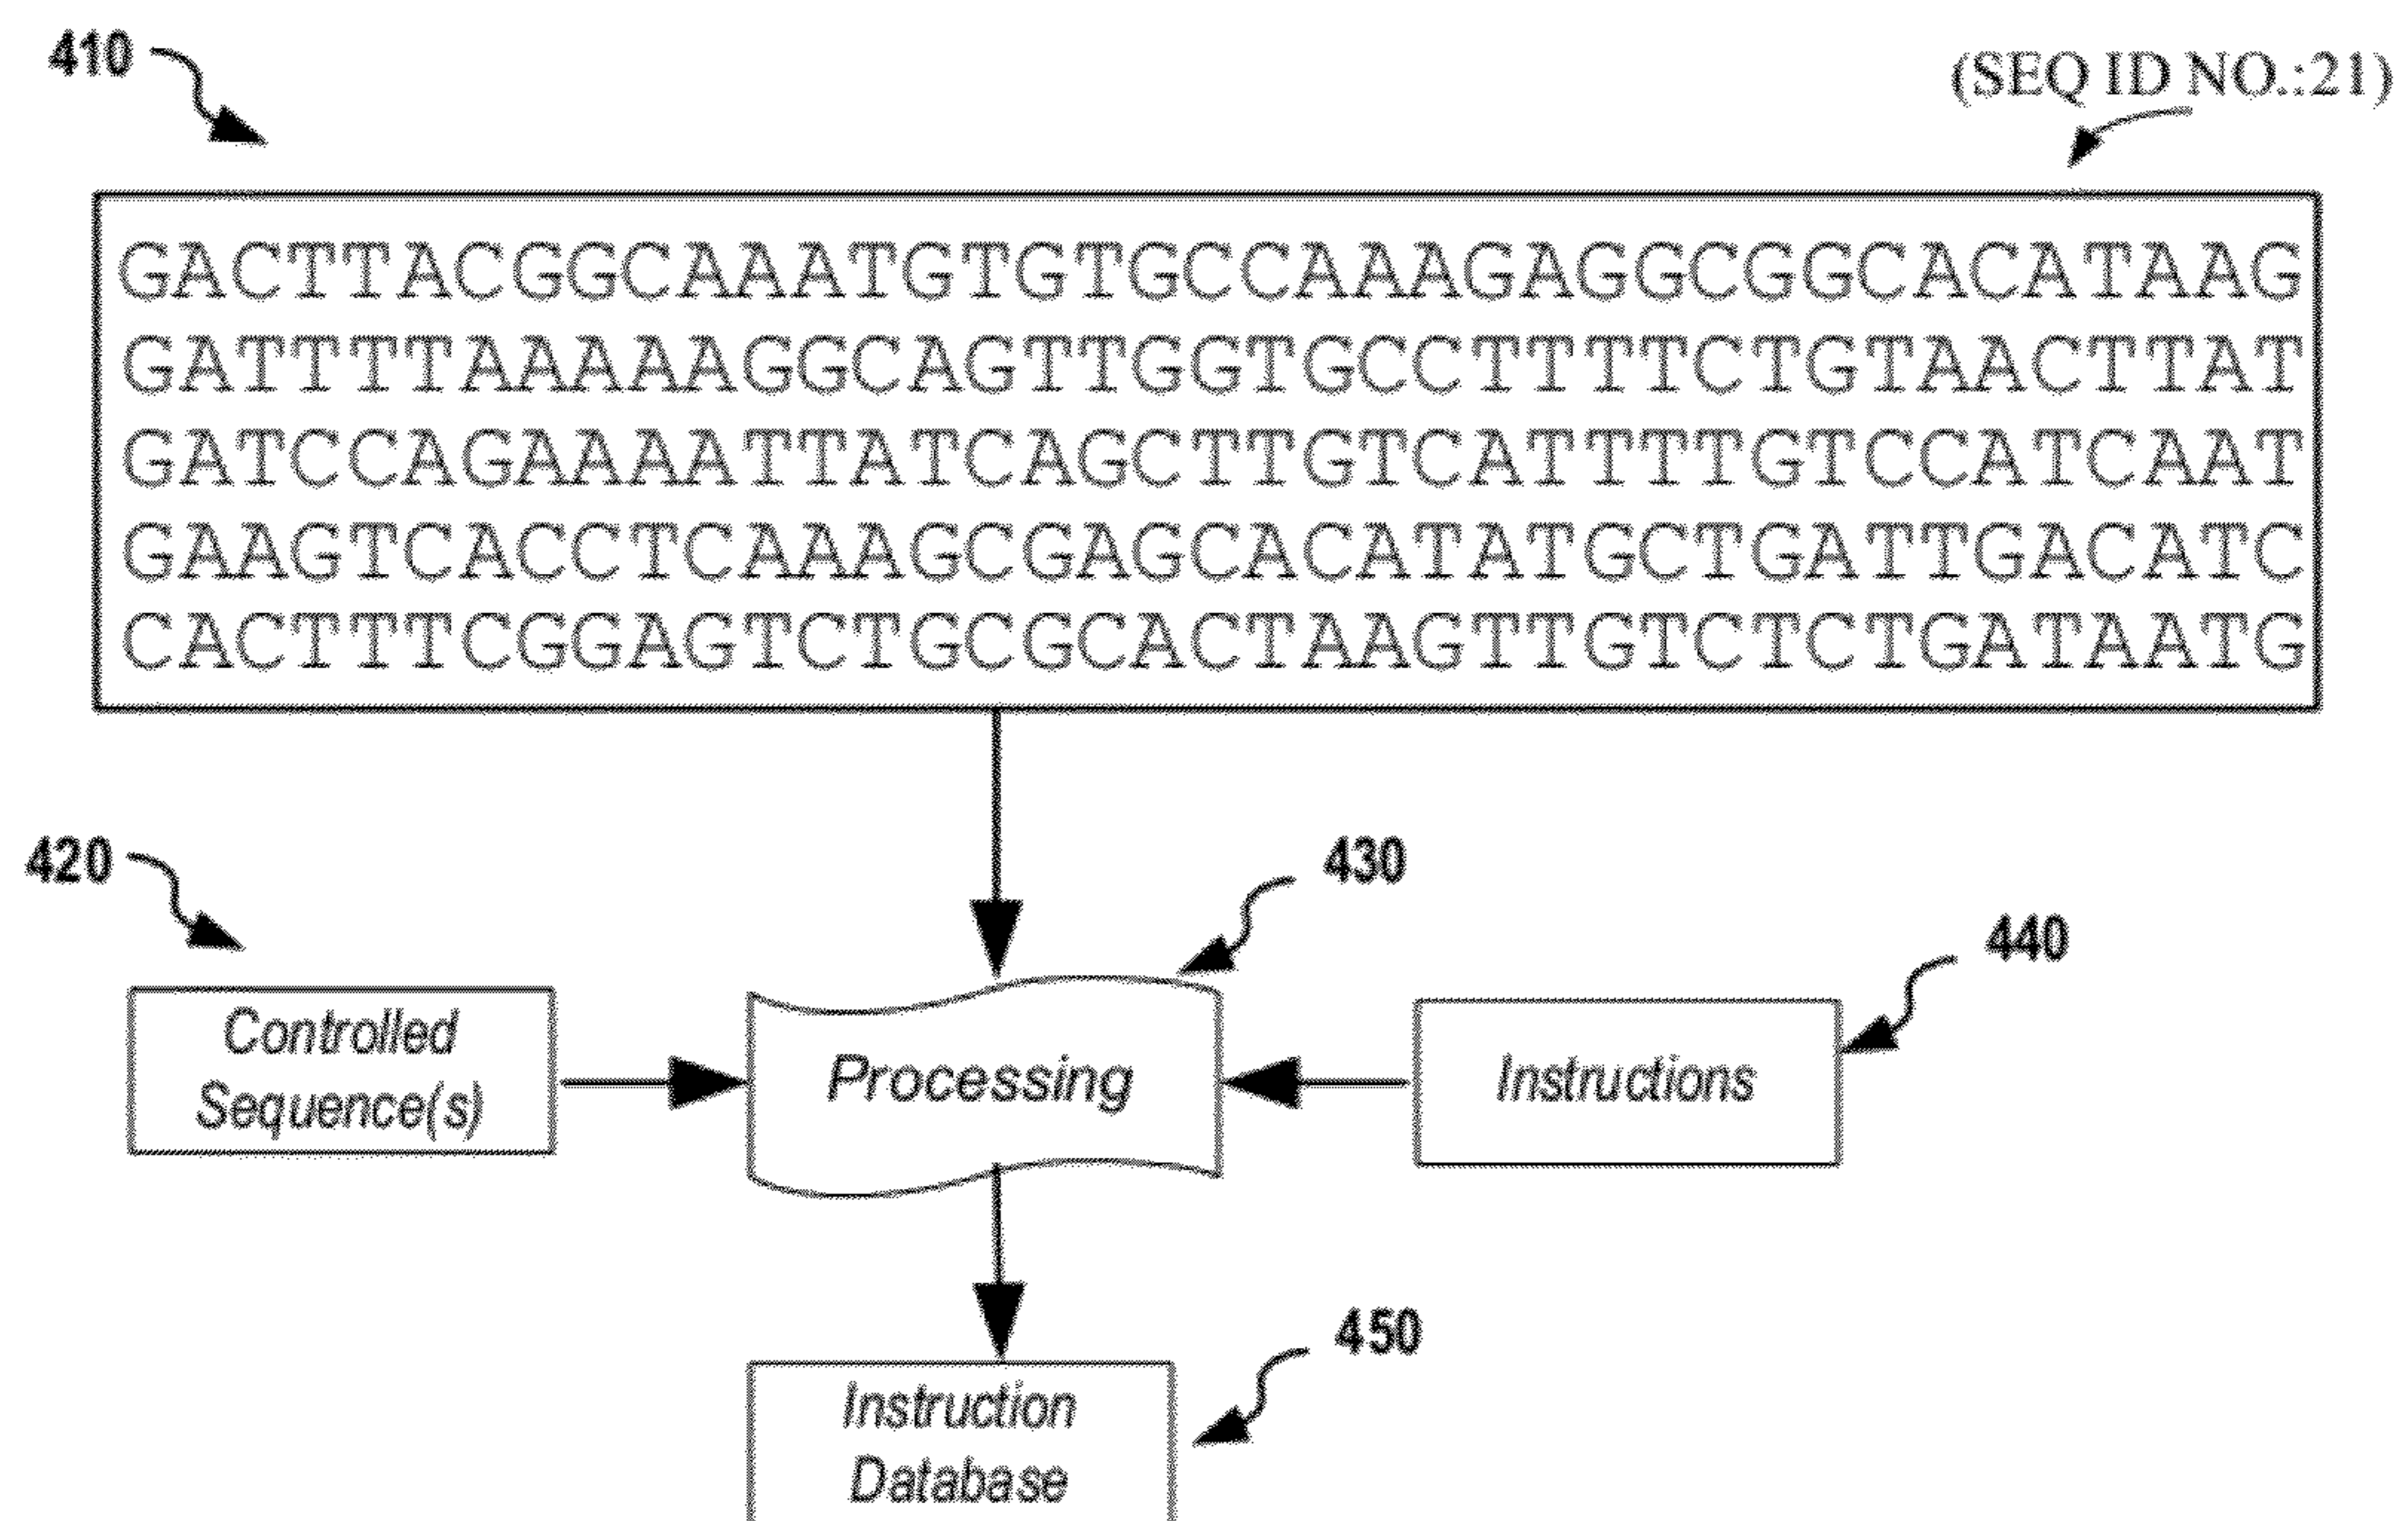 410
(SEQ ID NO.:21)
GACTTACGGCAAATGTGTGCCAAAGAGGCGGCACATAAG
GATTTTAAAAAGGCAGTTGGTGCCTTTTCTGTAACTTAT
GATCCAGAAAATTATCAGCTTGTCATTTTGTCCATCAAT
GAAGTCACCTCAAAGCGAGCACATATGCTGATTGACATC
CACTTTCGGAGTCTGCGCACTAAGTTGTCTCTGATAATG
420
430
440
Controlled
Sequence(s)
Processing
Instructions
450
Instruction
Database